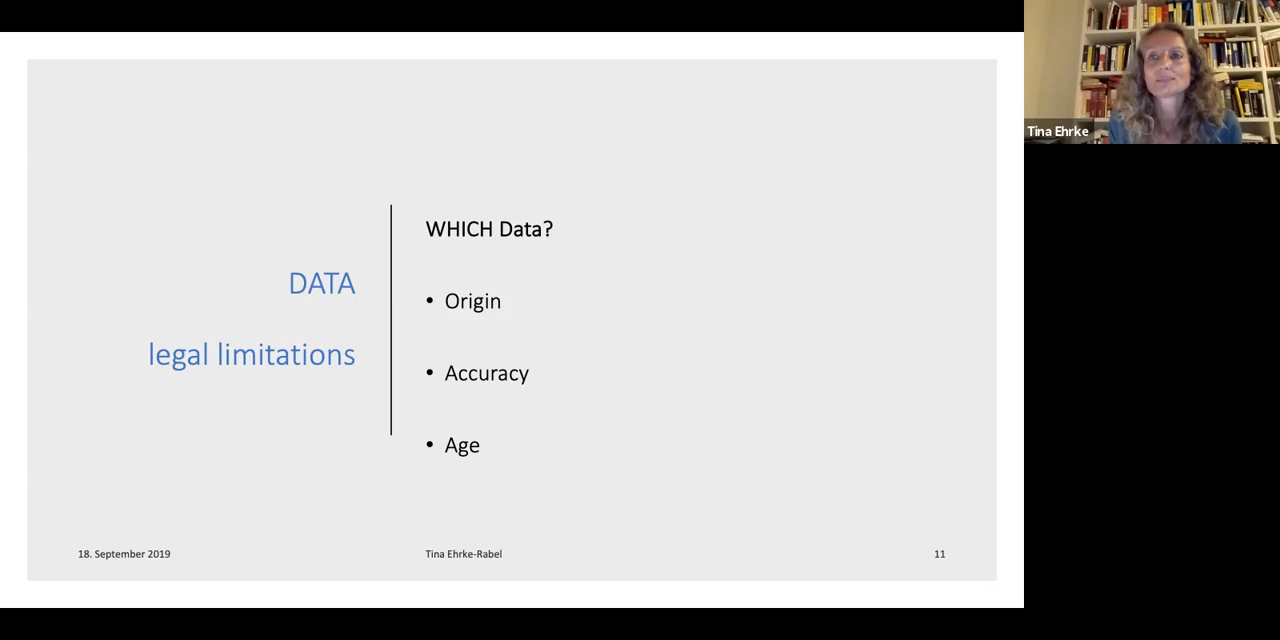 DATA
legal limitations
WHICH Data?
• Origin
• Accuracy
• Age
18. September 2019
Tina Ehrke-Rabel
11
Tina Ehrke